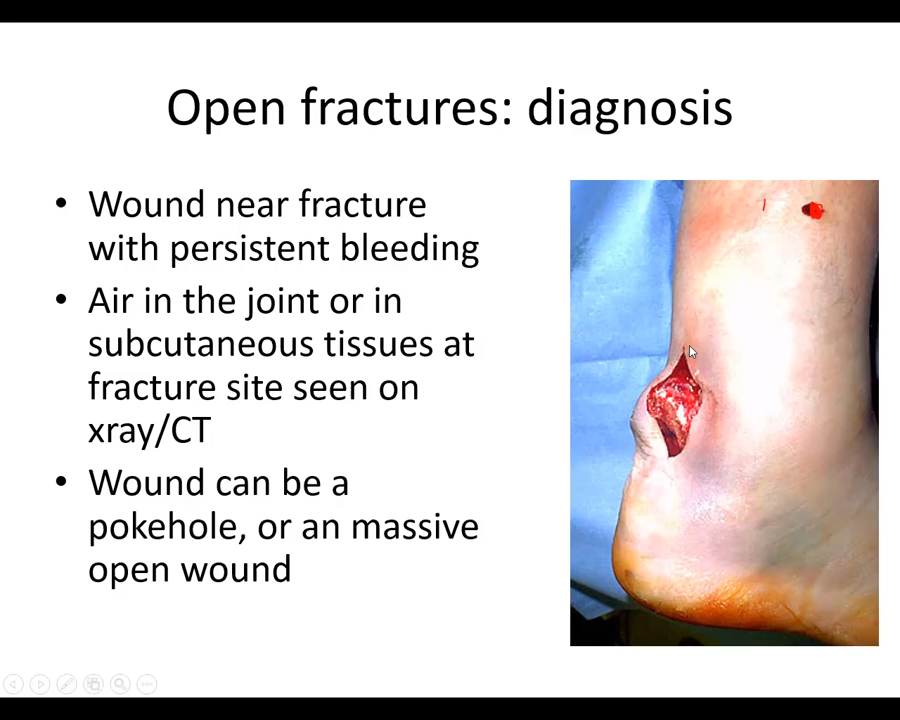 Open fractures: diagnosis
• Wound near fracture
with persistent bleeding
• Air in the joint or in
subcutaneous tissues at
fracture site seen on
xray/CT
• Wound can be a
pokehole, or an massive
open wound